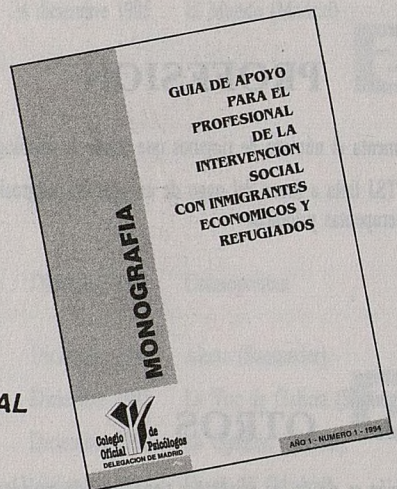 GUIA DE APOYO
PARA EL
PROFESIONAL
DE LA
INTERVENCION
SOCIAL
CON INMIGRANTES
ECONOMICOS Y
REFUGIADOS
MONOGRAFIA
Colegio de
Oficial Psicólogos
DELEGACION DE MADRID
AÑO 1 - NUMERO 1 - 1994
AL